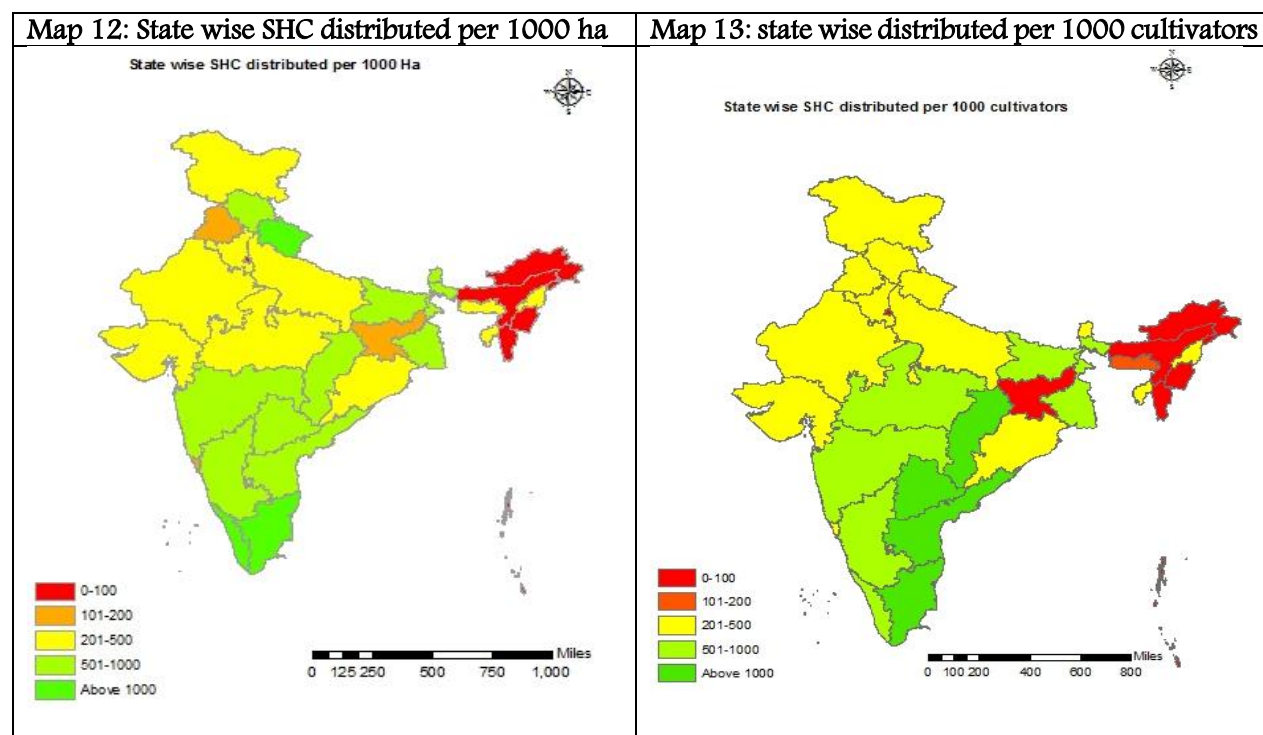 Map 12: State wise SHC distributed per 1000 ha
State wise SHC distributed per 1000 Ha
N
W E
S
0-100
101-200
201-500
501-1000
Above 1000
Miles
0 125 250 500 750 1,000
Map 13: state wise distributed per 1000 cultivators
N
W E
S
State wise SHC distributed per 1000 cultivators
0-100
101-200
201-500
501-1000
Above 1000
Miles
0 100 200 400 600 800